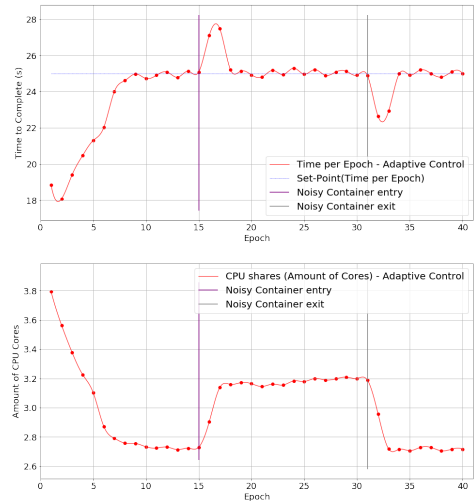 28
26
24
22
20
18
Time to Complete (s)
Time per Epoch - Adaptive Control
Set-Point(Time per Epoch)
Noisy Container entry
Noisy Container exit
0 5 10 15 20 25 30 35 40
Epoch
CPU shares (Amount of Cores) - Adaptive Control
Noisy Container entry
Noisy Container exit
3.8
3.6
3.4
3.2
3.0
2.8
2.6
Amount of CPU Cores
0 5 10 15 20 25 30 35 40
Epoch